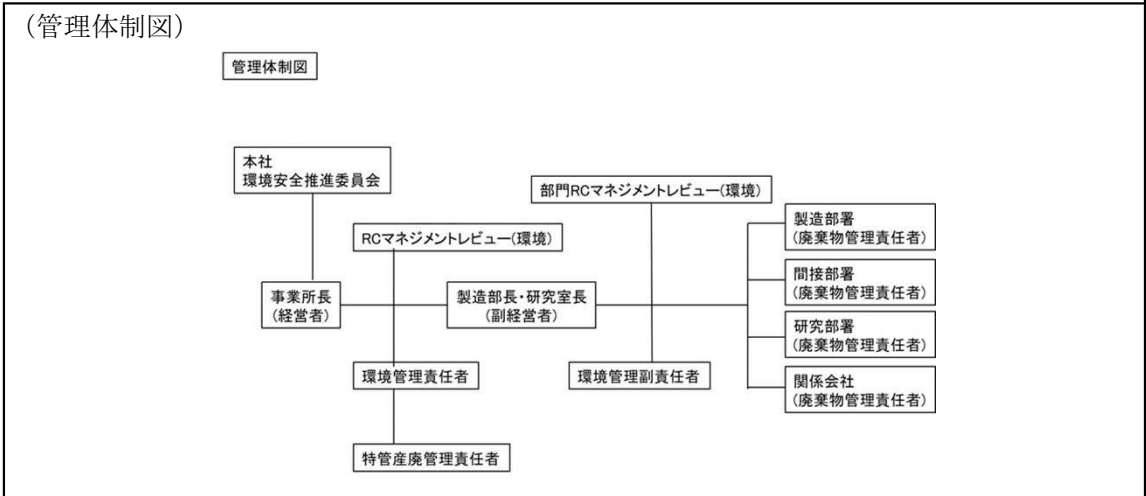 (管理体制図)
管理体制図
本社
環境安全推進委員会
部門RCマネジメントレビュー(環境)
RCマネジメントレビュー(環境)
製造部署
(廃棄物管理責任者)
間接部署
(廃棄物管理責任者)
事業所長
(経営者)
製造部長・研究室長
(副経営者)
研究部署
(廃棄物管理責任者)
環境管理責任者
環境管理副責任者
関係会社
(廃棄物管理責任者)
特管産廃管理責任者